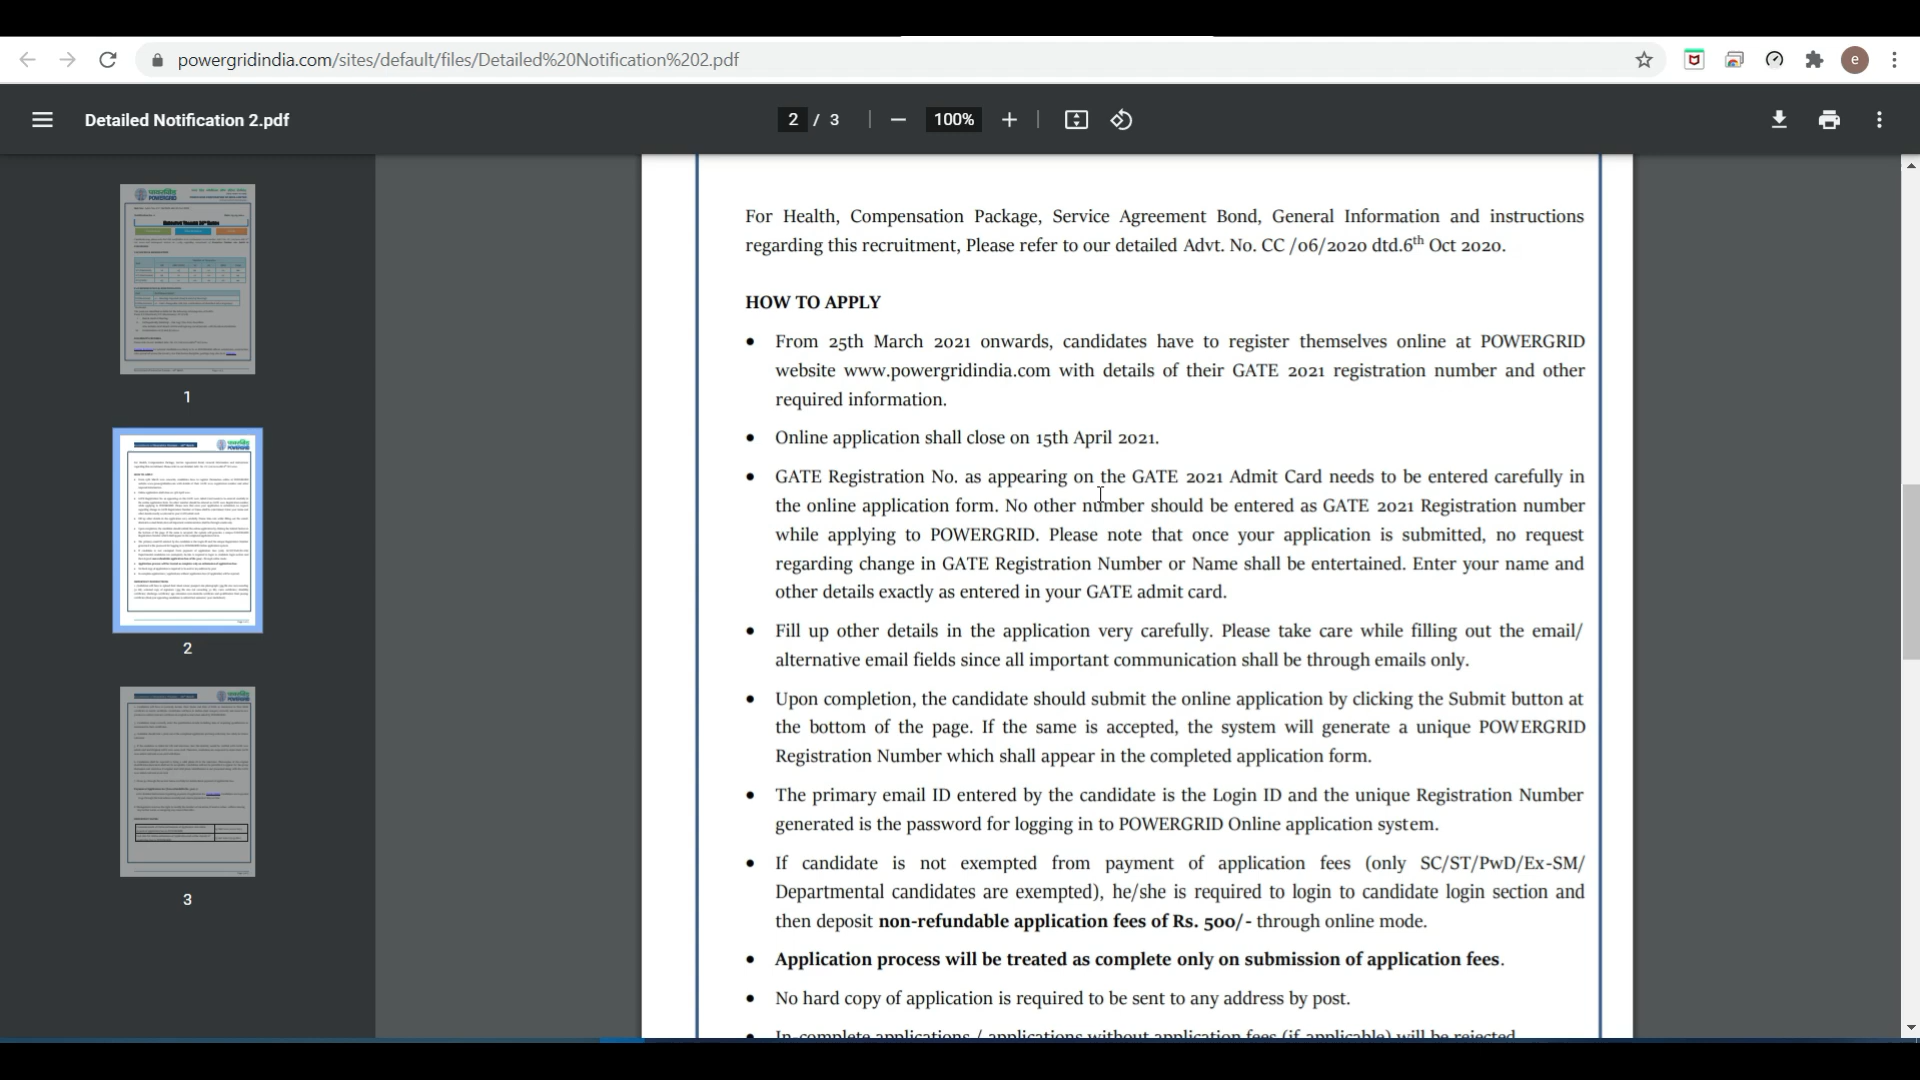 powergridindia.com/sites/default/files/Detailed%20Notification%202.pdf
e
Detailed Notification 2.pdf
2 / 3
100%
1
2
3
For Health, Compensation Package, Service Agreement Bond, General Information and instructions
regarding this recruitment, Please refer to our detailed Advt. No. CC /06/2020 dtd.6th Oct 2020.
HOW TO APPLY
• From 25th March 2021 onwards, candidates have to register themselves online at POWERGRID
website www.powergridindia.com with details of their GATE 2021 registration number and other
required information.
• Online application shall close on 15th April 2021.
• GATE Registration No. as appearing on the GATE 2021 Admit Card needs to be entered carefully in
the online application form. No other number should be entered as GATE 2021 Registration number
while applying to POWERGRID. Please note that once your application is submitted, no request
regarding change in GATE Registration Number or Name shall be entertained. Enter your name and
other details exactly as entered in your GATE admit card.
• Fill up other details in the application very carefully. Please take care while filling out the email/
alternative email fields since all important communication shall be through emails only.
• Upon completion, the candidate should submit the online application by clicking the Submit button at
the bottom of the page. If the same is accepted, the system will generate a unique POWERGRID
Registration Number which shall appear in the completed application form.
• The primary email ID entered by the candidate is the Login ID and the unique Registration Number
generated is the password for logging in to POWERGRID Online application system.
• If candidate is not exempted from payment of application fees (only SC/ST/PwD/Ex-SM/
Departmental candidates are exempted), he/she is required to login to candidate login section and
then deposit non-refundable application fees of Rs. 500/- through online mode.
• Application process will be treated as complete only on submission of application fees.
• No hard copy of application is required to be sent to any address by post.
• In-complete applications / applications without application fees (if applicable) will be rejected